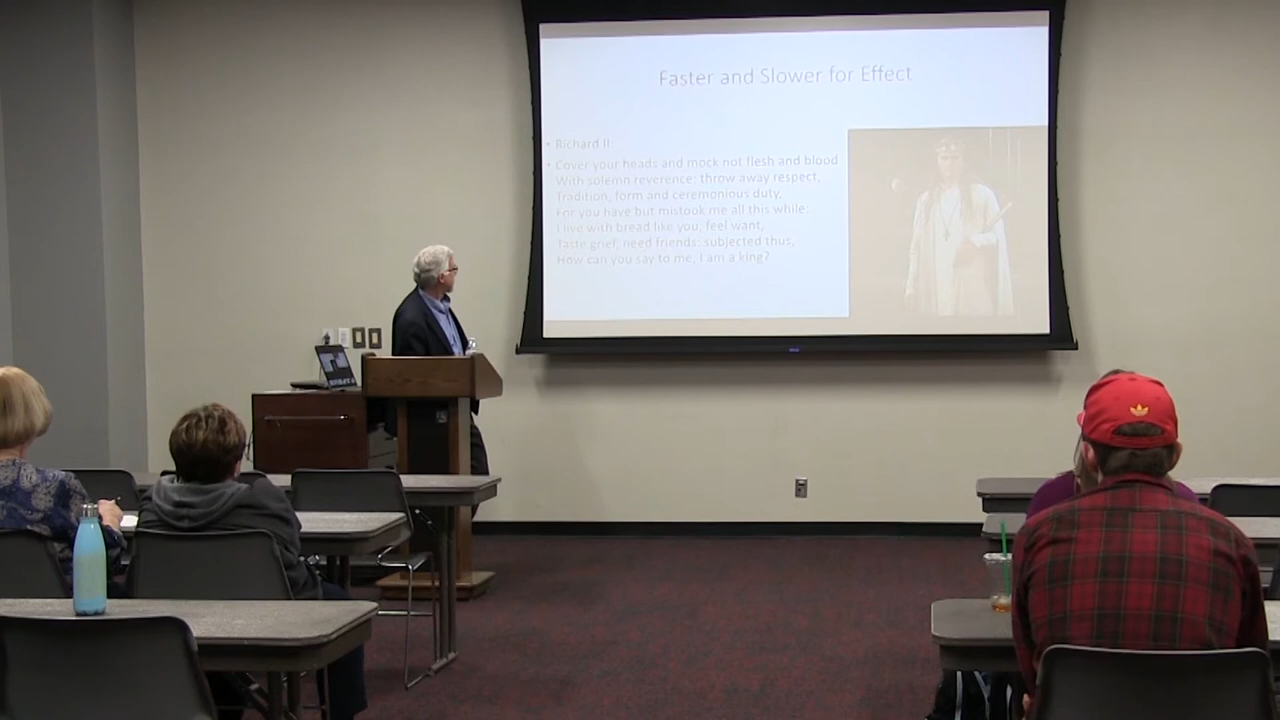 Faster and Slower for Effect
• Richard II:
• Cover your heads and mock not flesh and blood
With solemn reverence: throw away respect,
Tradition, form and ceremonious duty,
For you have but mistook me all this while:
I live with bread like you, feel want,
Taste grief, need friends: subjected thus,
How can you say to me, I am a king?